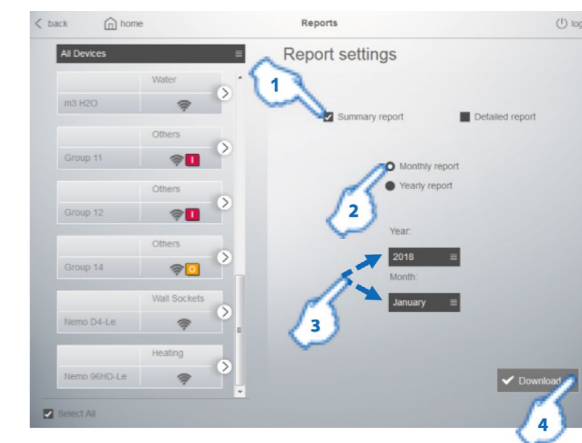 back
home
Reports
log
All Devices
Water
m3 H2O
Others
Group 11
I
Others
Group 12
I
Others
Group 14
O
Wall Sockets
Nemo D4-Le
Heating
Nemo 96HD-Le
Select All
Report settings
1
Summary report
Detailed report
Monthly report
Yearly report
2
Year:
2018
Month:
January
3
Download
4